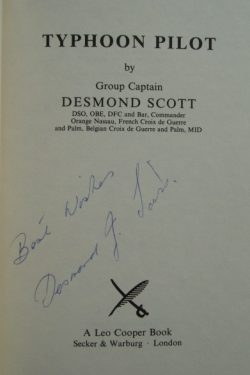 TYPHOON PILOT
by
Group Captain
DESMOND SCOTT
DSO, OBE, DFC and Bar, Commander
Orange Nassau, French Croix de Guerre
and Palm, Belgian Croix de Guerre and Palm, MID
Best Wishes
Desmond J. Scott
A Leo Cooper Book
Secker & Warburg · London